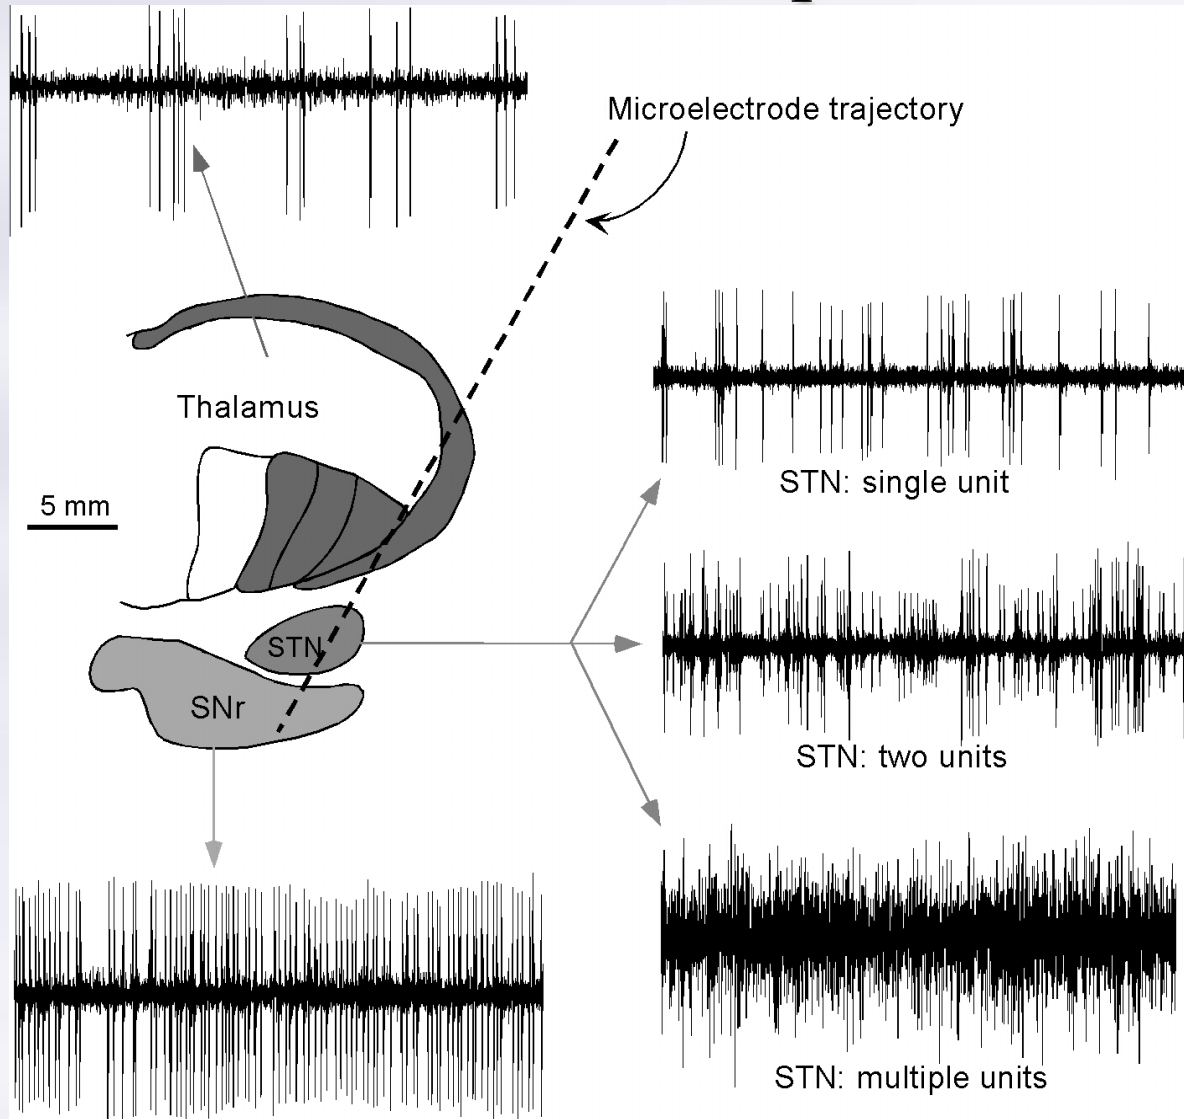 Microelectrode trajectory
Thalamus
5 mm
STN: single unit
STN
STN: two units
SNr
STN: multiple units